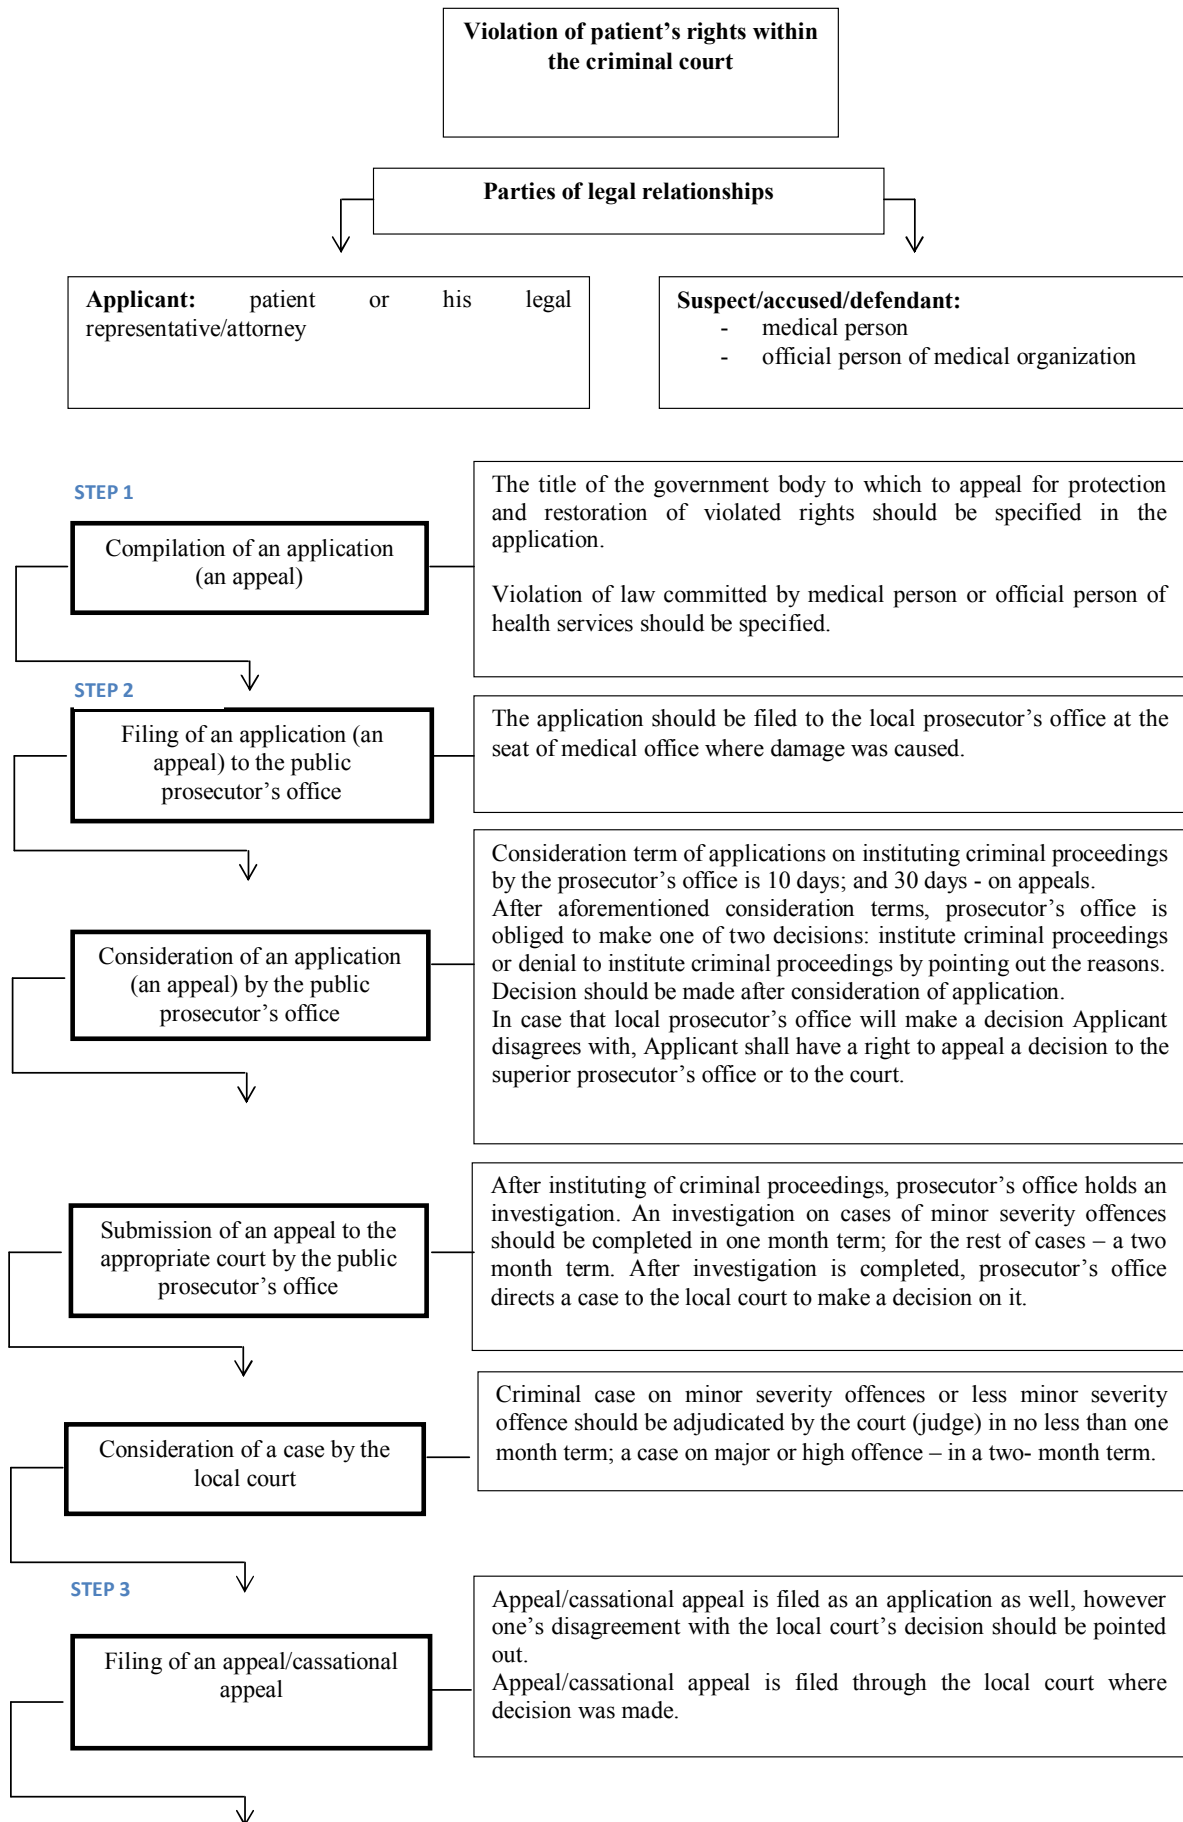 Violation of patient’s rights within
the criminal court
Parties of legal relationships
Applicant: patient or his legal
representative/attorney
Suspect/accused/defendant:
- medical person
- official person of medical organization
STEP 1
Compilation of an application
(an appeal)
The title of the government body to which to appeal for protection
and restoration of violated rights should be specified in the
application.
Violation of law committed by medical person or official person of
health services should be specified.
STEP 2
Filing of an application (an
appeal) to the public
prosecutor’s office
The application should be filed to the local prosecutor’s office at the
seat of medical office where damage was caused.
Consideration of an application
(an appeal) by the public
prosecutor’s office
Consideration term of applications on instituting criminal proceedings
by the prosecutor’s office is 10 days; and 30 days - on appeals.
After aforementioned consideration terms, prosecutor’s office is
obliged to make one of two decisions: institute criminal proceedings
or denial to institute criminal proceedings by pointing out the reasons.
Decision should be made after consideration of application.
In case that local prosecutor’s office will make a decision Applicant
disagrees with, Applicant shall have a right to appeal a decision to the
superior prosecutor’s office or to the court.
Submission of an appeal to the
appropriate court by the public
prosecutor’s office
After instituting of criminal proceedings, prosecutor’s office holds an
investigation. An investigation on cases of minor severity offences
should be completed in one month term; for the rest of cases – a two
month term. After investigation is completed, prosecutor’s office
directs a case to the local court to make a decision on it.
Consideration of a case by the
local court
Criminal case on minor severity offences or less minor severity
offence should be adjudicated by the court (judge) in no less than one
month term; a case on major or high offence – in a two- month term.
STEP 3
Filing of an appeal/cassational
appeal
Appeal/cassational appeal is filed as an application as well, however
one’s disagreement with the local court’s decision should be pointed
out.
Appeal/cassational appeal is filed through the local court where
decision was made.